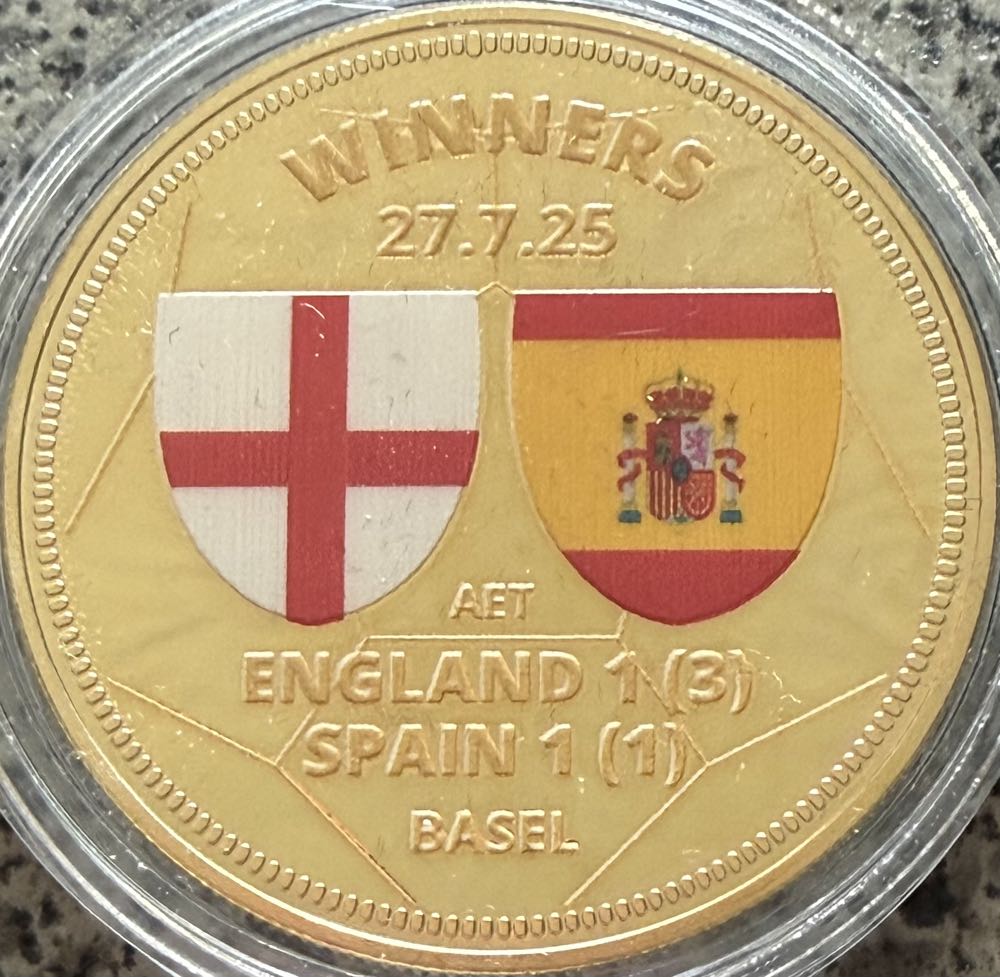 WINNERS
27.7.25
AET
ENGLAND 1 (3)
SPAIN 1 (1)
BASEL